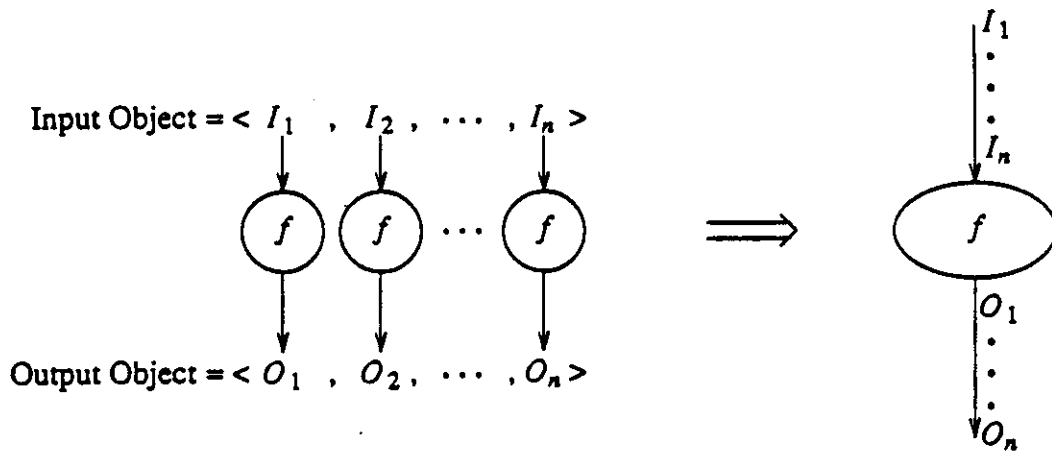 Input Object = < I1 , I2 , ··· , In >
f f ··· f
Output Object = < O1 , O2 , ··· , On >
I1
In
f
O1
On